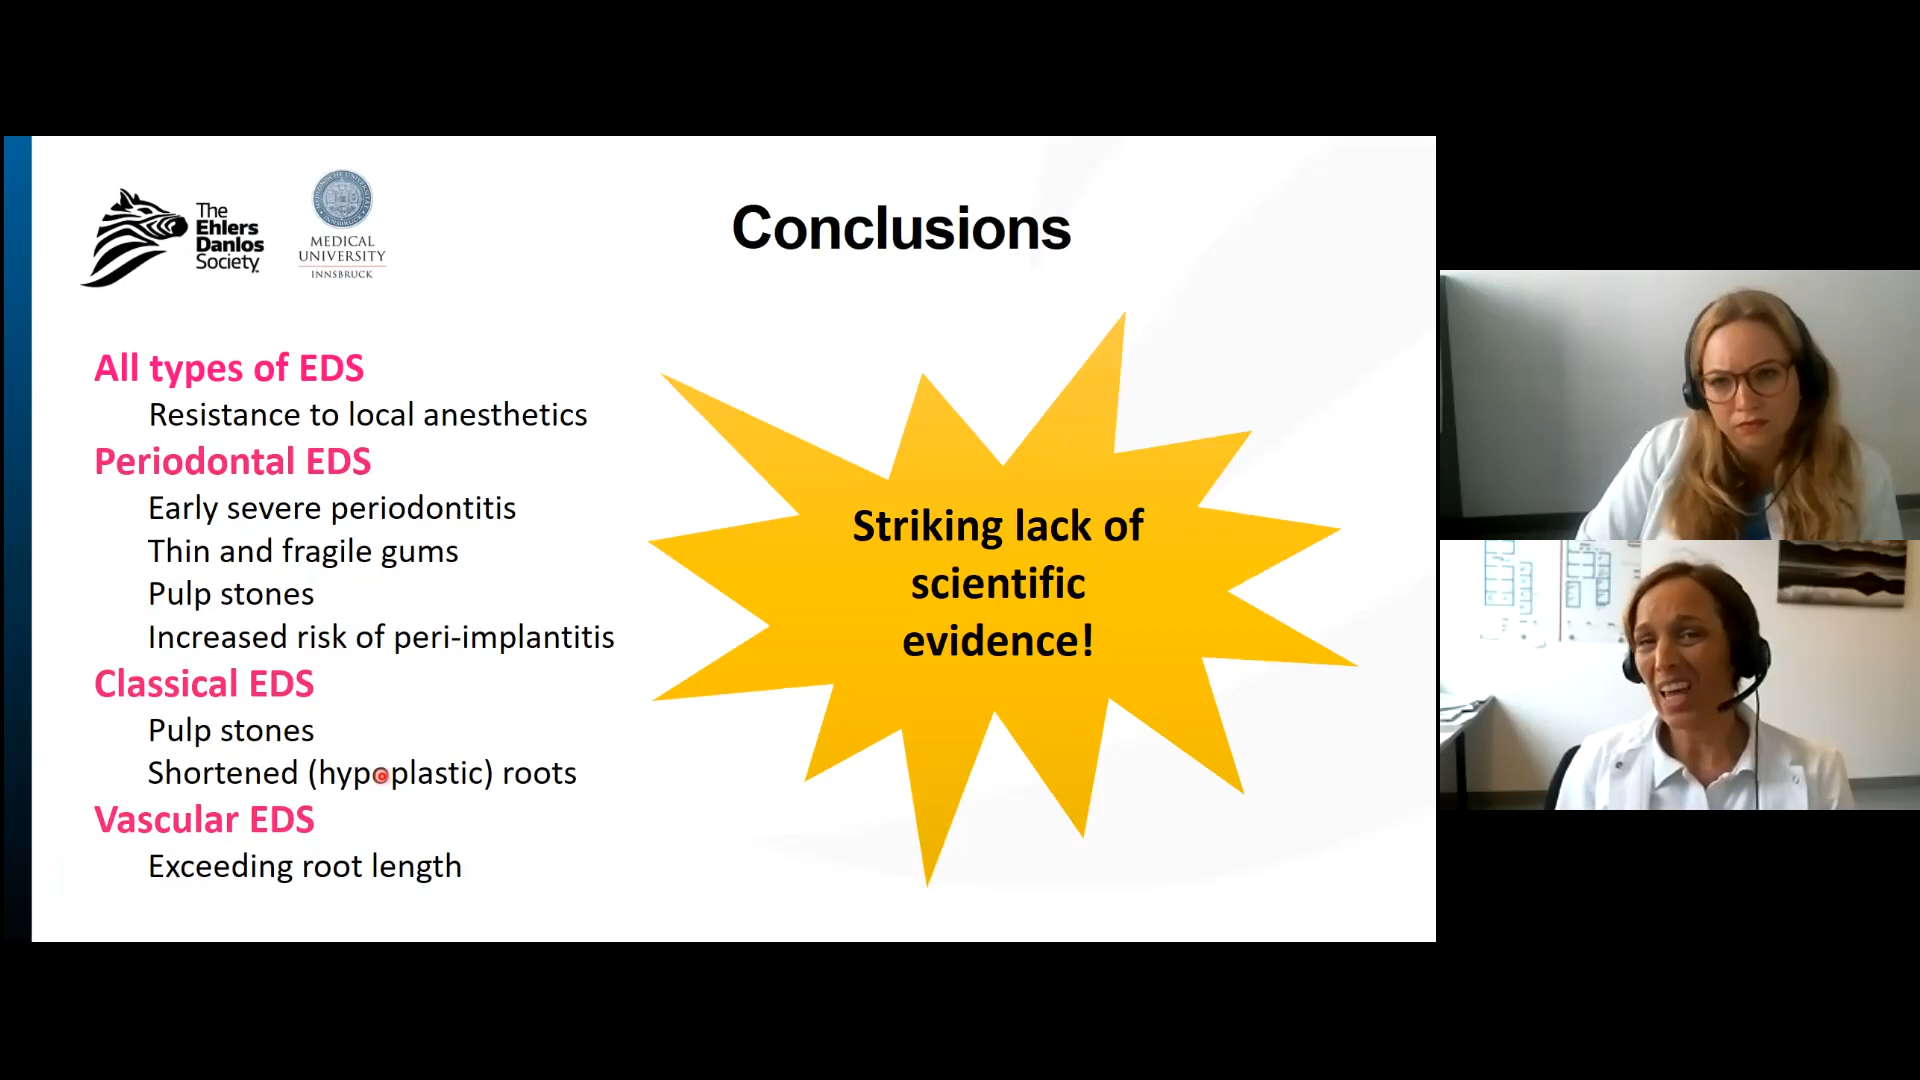 The
Ehlers
Danlos
Society
MEDICAL
UNIVERSITY
INNSBRUCK
Conclusions
All types of EDS
Resistance to local anesthetics
Periodontal EDS
Early severe periodontitis
Thin and fragile gums
Pulp stones
Increased risk of peri-implantitis
Classical EDS
Pulp stones
Shortened (hypoplastic) roots
Vascular EDS
Exceeding root length
Striking lack of
scientific
evidence!